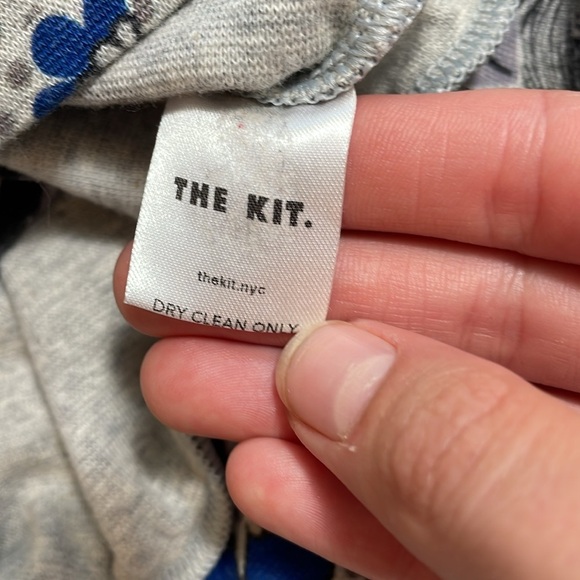 THE KIT.
thekit.nyc
DRY CLEAN ONLY